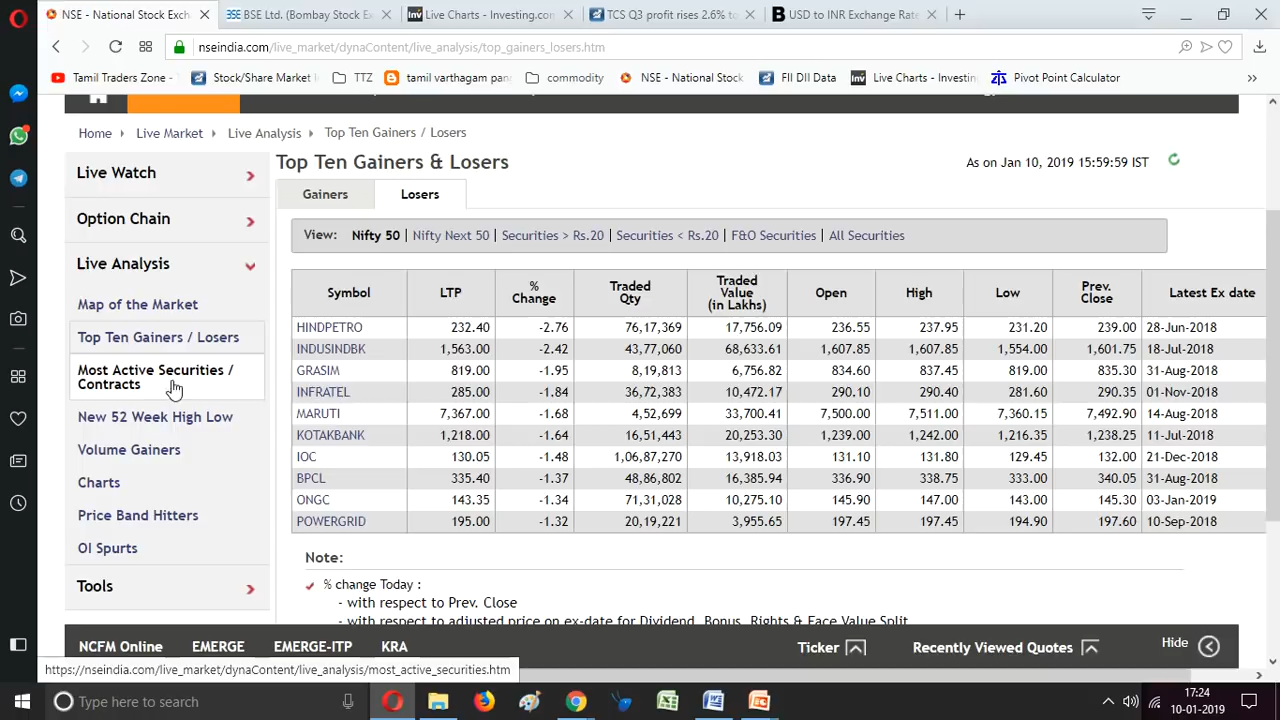 NSE - National Stock Exch
BSE Ltd. (Bombay Stock Ex
Live Charts - Investing.com
TCS Q3 profit rises 2.6% to
USD to INR Exchange Rate
nseindia.com/live_market/dynaContent/live_analysis/top_gainers_losers.htm
Tamil Traders Zone -
Stock/Share Market
TTZ
tamil varthagam pan
commodity
NSE - National Stock
FII DII Data
Live Charts - Investing
Pivot Point Calculator
Home
Live Market
Live Analysis
Top Ten Gainers / Losers
Live Watch
Option Chain
Live Analysis
Map of the Market
Top Ten Gainers / Losers
Most Active Securities /
Contracts
New 52 Week High Low
Volume Gainers
Charts
Price Band Hitters
OI Spurts
Tools
Top Ten Gainers & Losers
As on Jan 10, 2019 15:59:59 IST
Gainers
Losers
View: Nifty 50 | Nifty Next 50 | Securities > Rs.20 | Securities < Rs.20 | F&O Securities | All Securities
Symbol LTP % Change Traded Qty Traded Value (in Lakhs) Open High Low Prev. Close Latest Ex date
HINDPETRO 232.40 -2.76 76,17,369 17,756.09 236.55 237.95 231.20 239.00 28-Jun-2018
INDUSINDBK 1,563.00 -2.42 43,77,060 68,633.61 1,607.85 1,607.85 1,554.00 1,601.75 18-Jul-2018
GRASIM 819.00 -1.95 8,19,813 6,756.82 834.60 837.45 819.00 835.30 31-Aug-2018
INFRATEL 285.00 -1.84 36,72,383 10,472.17 290.10 290.40 281.60 290.35 01-Nov-2018
MARUTI 7,367.00 -1.68 4,52,699 33,700.41 7,500.00 7,511.00 7,360.15 7,492.90 14-Aug-2018
KOTAKBANK 1,218.00 -1.64 16,51,443 20,253.30 1,239.00 1,242.00 1,216.35 1,238.25 11-Jul-2018
IOC 130.05 -1.48 1,06,87,270 13,918.03 131.10 131.80 129.45 132.00 21-Dec-2018
BPCL 335.40 -1.37 48,86,802 16,385.94 336.90 338.75 333.00 340.05 31-Aug-2018
ONGC 143.35 -1.34 71,31,028 10,275.10 145.90 147.00 143.00 145.30 03-Jan-2019
POWERGRID 195.00 -1.32 20,19,221 3,955.65 197.45 197.45 194.90 197.60 10-Sep-2018
Note:
% change Today :
- with respect to Prev. Close
- with respect to adjusted price on ex-date for Dividend, Bonus, Rights & Face Value Split
NCFM Online EMERGE EMERGE-ITP KRA
Ticker
Recently Viewed Quotes
Hide
https://nseindia.com/live_market/dynaContent/live_analysis/most_active_securities.htm
Type here to search
17:24
10-01-2019